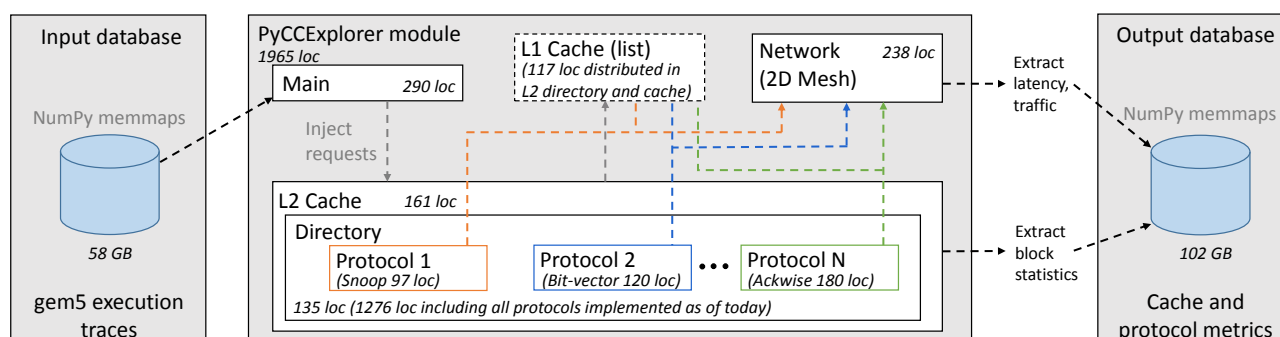 Input database
NumPy memmaps
58 GB
gem5 execution
traces
PyCCExplorer module
1965 loc
Main
290 loc
Inject
requests
L1 Cache (list)
(117 loc distributed in
L2 directory and cache)
Network
(2D Mesh)
238 loc
L2 Cache
161 loc
Directory
Protocol 1
(Snoop 97 loc)
Protocol 2
(Bit-vector 120 loc)
•••
Protocol N
(Ackwise 180 loc)
135 loc (1276 loc including all protocols implemented as of today)
Extract
latency,
traffic
Extract
block
statistics
Output database
NumPy memmaps
102 GB
Cache and
protocol metrics